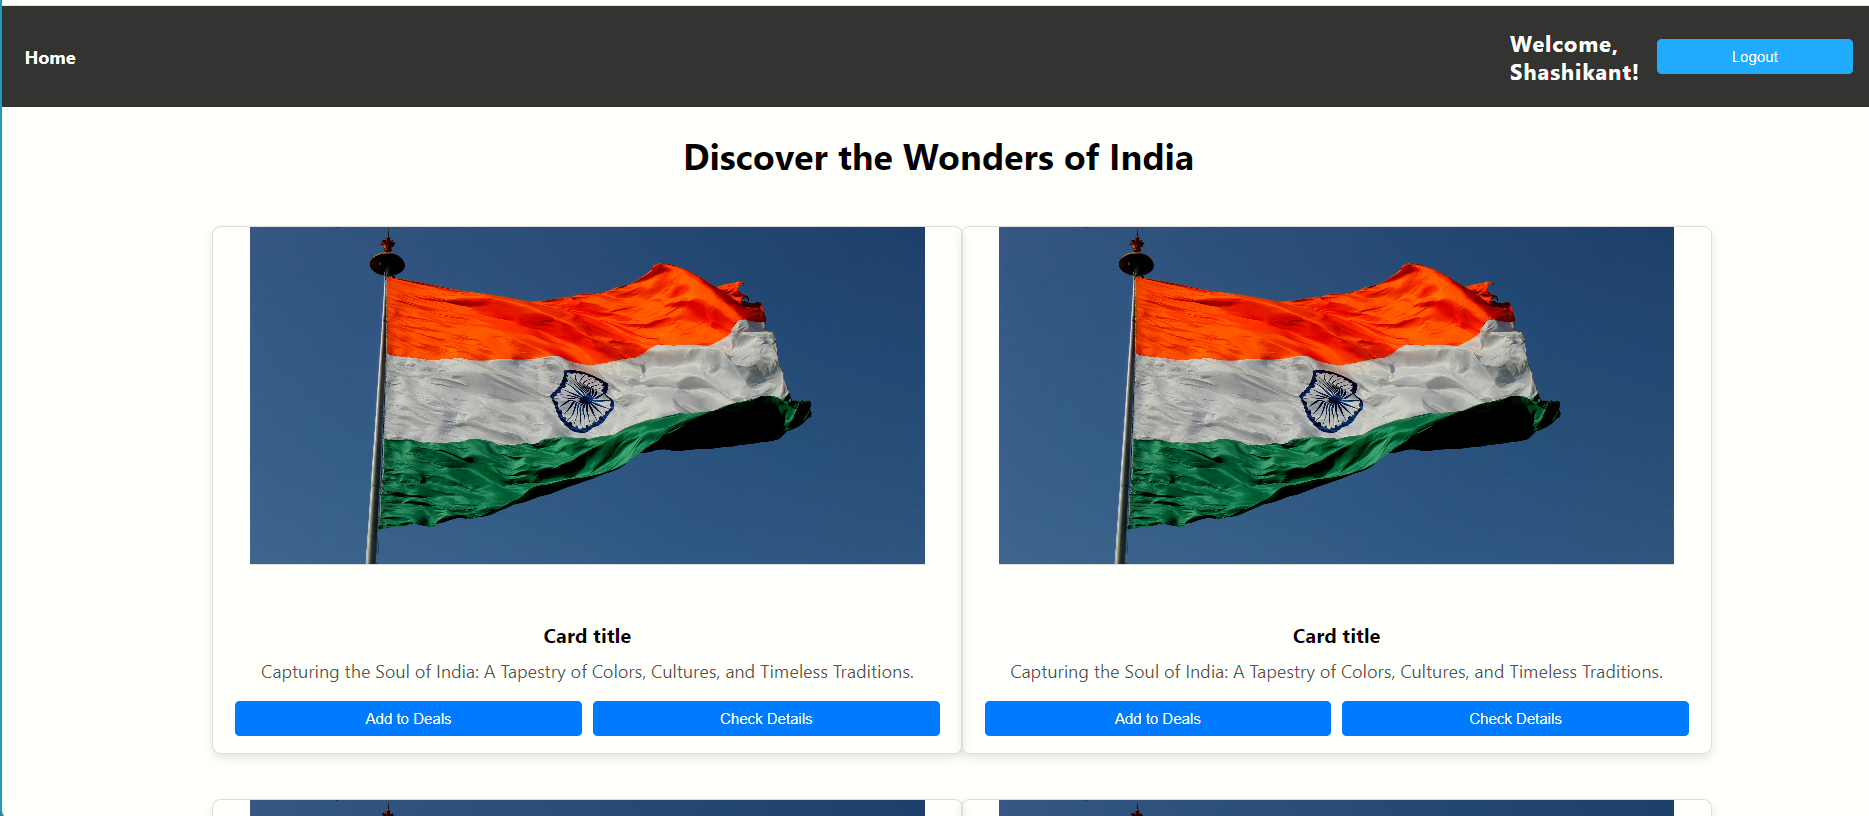 Home
Welcome,
Shashikant!
Logout
Discover the Wonders of India
Card title
Capturing the Soul of India: A Tapestry of Colors, Cultures, and Timeless Traditions.
Add to Deals
Check Details
Card title
Capturing the Soul of India: A Tapestry of Colors, Cultures, and Timeless Traditions.
Add to Deals
Check Details